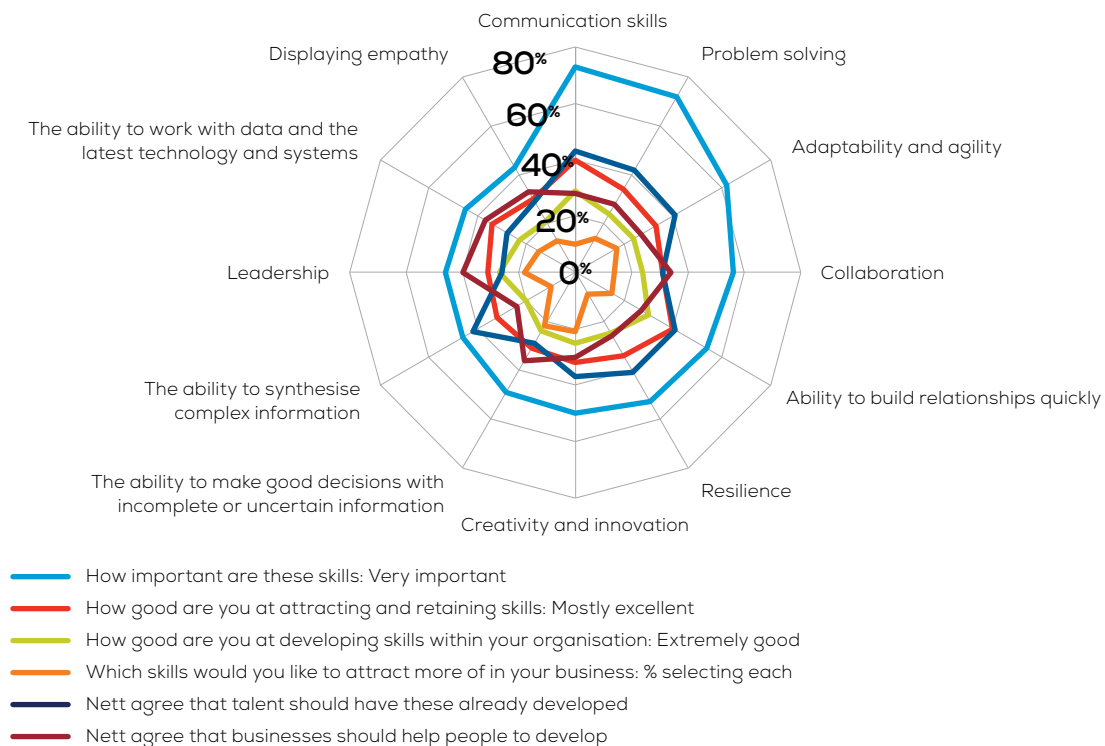 Communication skills
Displaying empathy
Problem solving
80%
60%
The ability to work with data and the
latest technology and systems
Adaptability and agility
40%
20%
Leadership
0%
Collaboration
The ability to synthesise
complex information
Ability to build relationships quickly
The ability to make good decisions with
incomplete or uncertain information
Resilience
Creativity and innovation
How important are these skills: Very important
How good are you at attracting and retaining skills: Mostly excellent
How good are you at developing skills within your organisation: Extremely good
Which skills would you like to attract more of in your business: % selecting each
Nett agree that talent should have these already developed
Nett agree that businesses should help people to develop